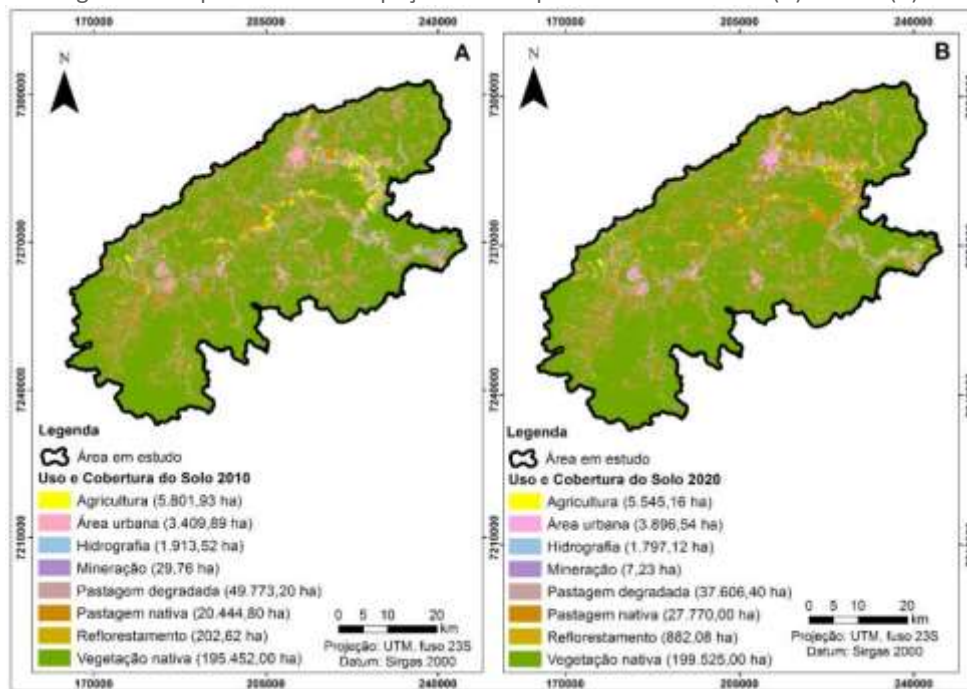 170000 205000 240000
170000 205000 240000
A
B
N
N
7300000
7270000
7240000
7210000
7270000
7240000
7210000
Legenda
Área em estudo
Uso e Cobertura do Solo 2010
Agricultura (5.801,93 ha)
Área urbana (3.409,89 ha)
Hidrografia (1.913,52 ha)
Mineração (29,76 ha)
Pastagem degradada (49.773,20 ha)
Pastagem nativa (20.444,80 ha)
Reflorestamento (202,62 ha)
Vegetação nativa (195.452,00 ha)
0 5 10 20
km
Projeção: UTM, fuso 23S
Datum: Sirgas 2000
Legenda
Área em estudo
Uso e Cobertura do Solo 2020
Agricultura (5.545,16 ha)
Área urbana (3.896,54 ha)
Hidrografia (1.797,12 ha)
Mineração (7,23 ha)
Pastagem degradada (37.606,40 ha)
Pastagem nativa (27.770,00 ha)
Reflorestamento (882,08 ha)
Vegetação nativa (199.525,00 ha)
0 5 10 20
km
Projeção: UTM, fuso 23S
Datum: Sirgas 2000
170000 205000 240000
170000 205000 240000